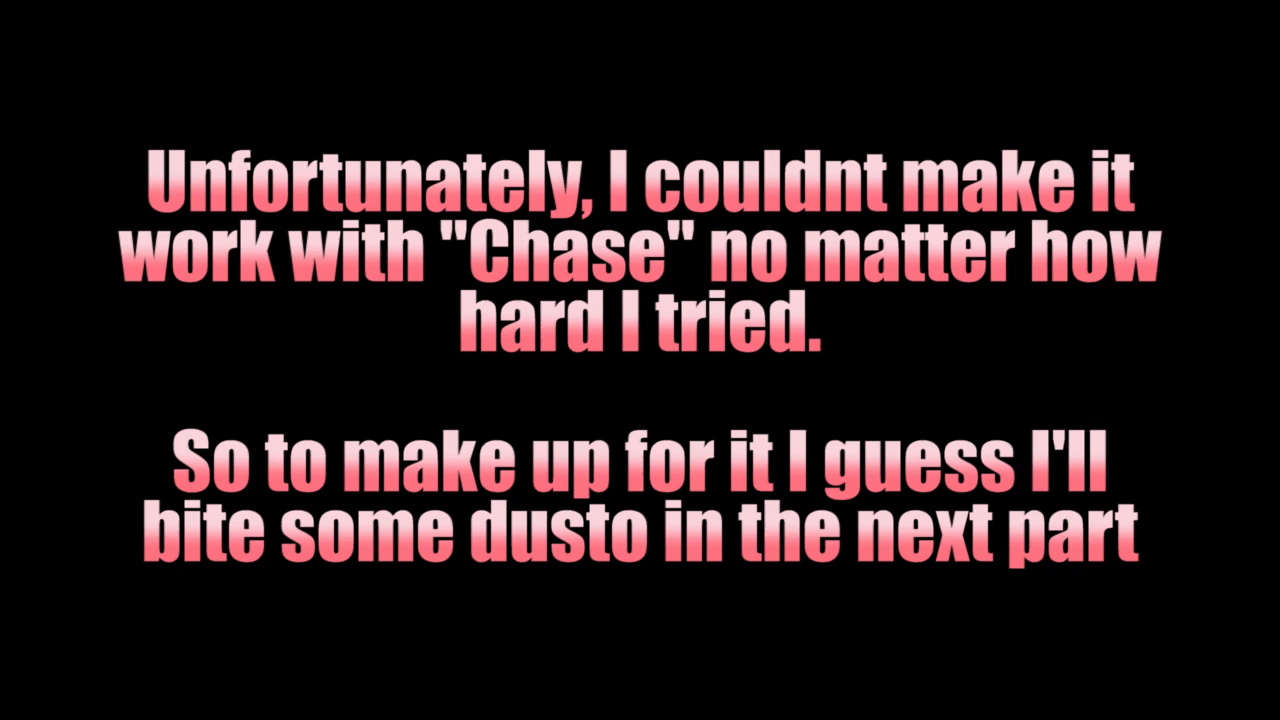 Unfortunately, I couldnt make it
work with "Chase" no matter how
hard I tried.
So to make up for it I guess I'll
bite some dusto in the next part